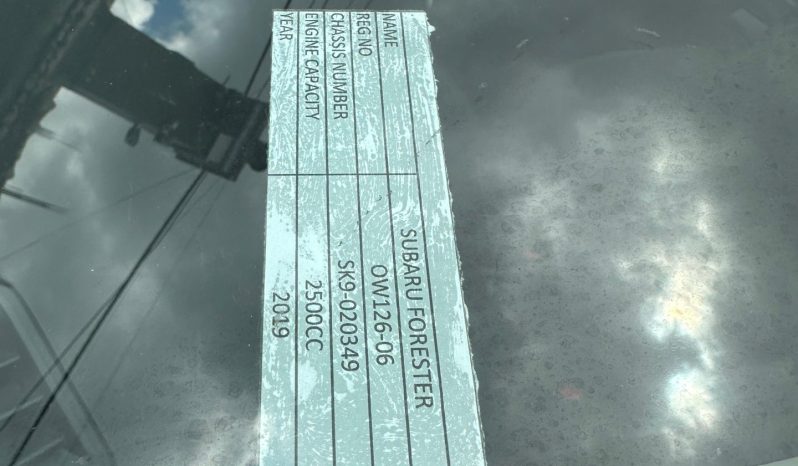 NAME SUBARU FORESTER
REG NO OW126-06
CHASSIS NUMBER SK9-020349
ENGINE CAPACITY 2500CC
YEAR 2019